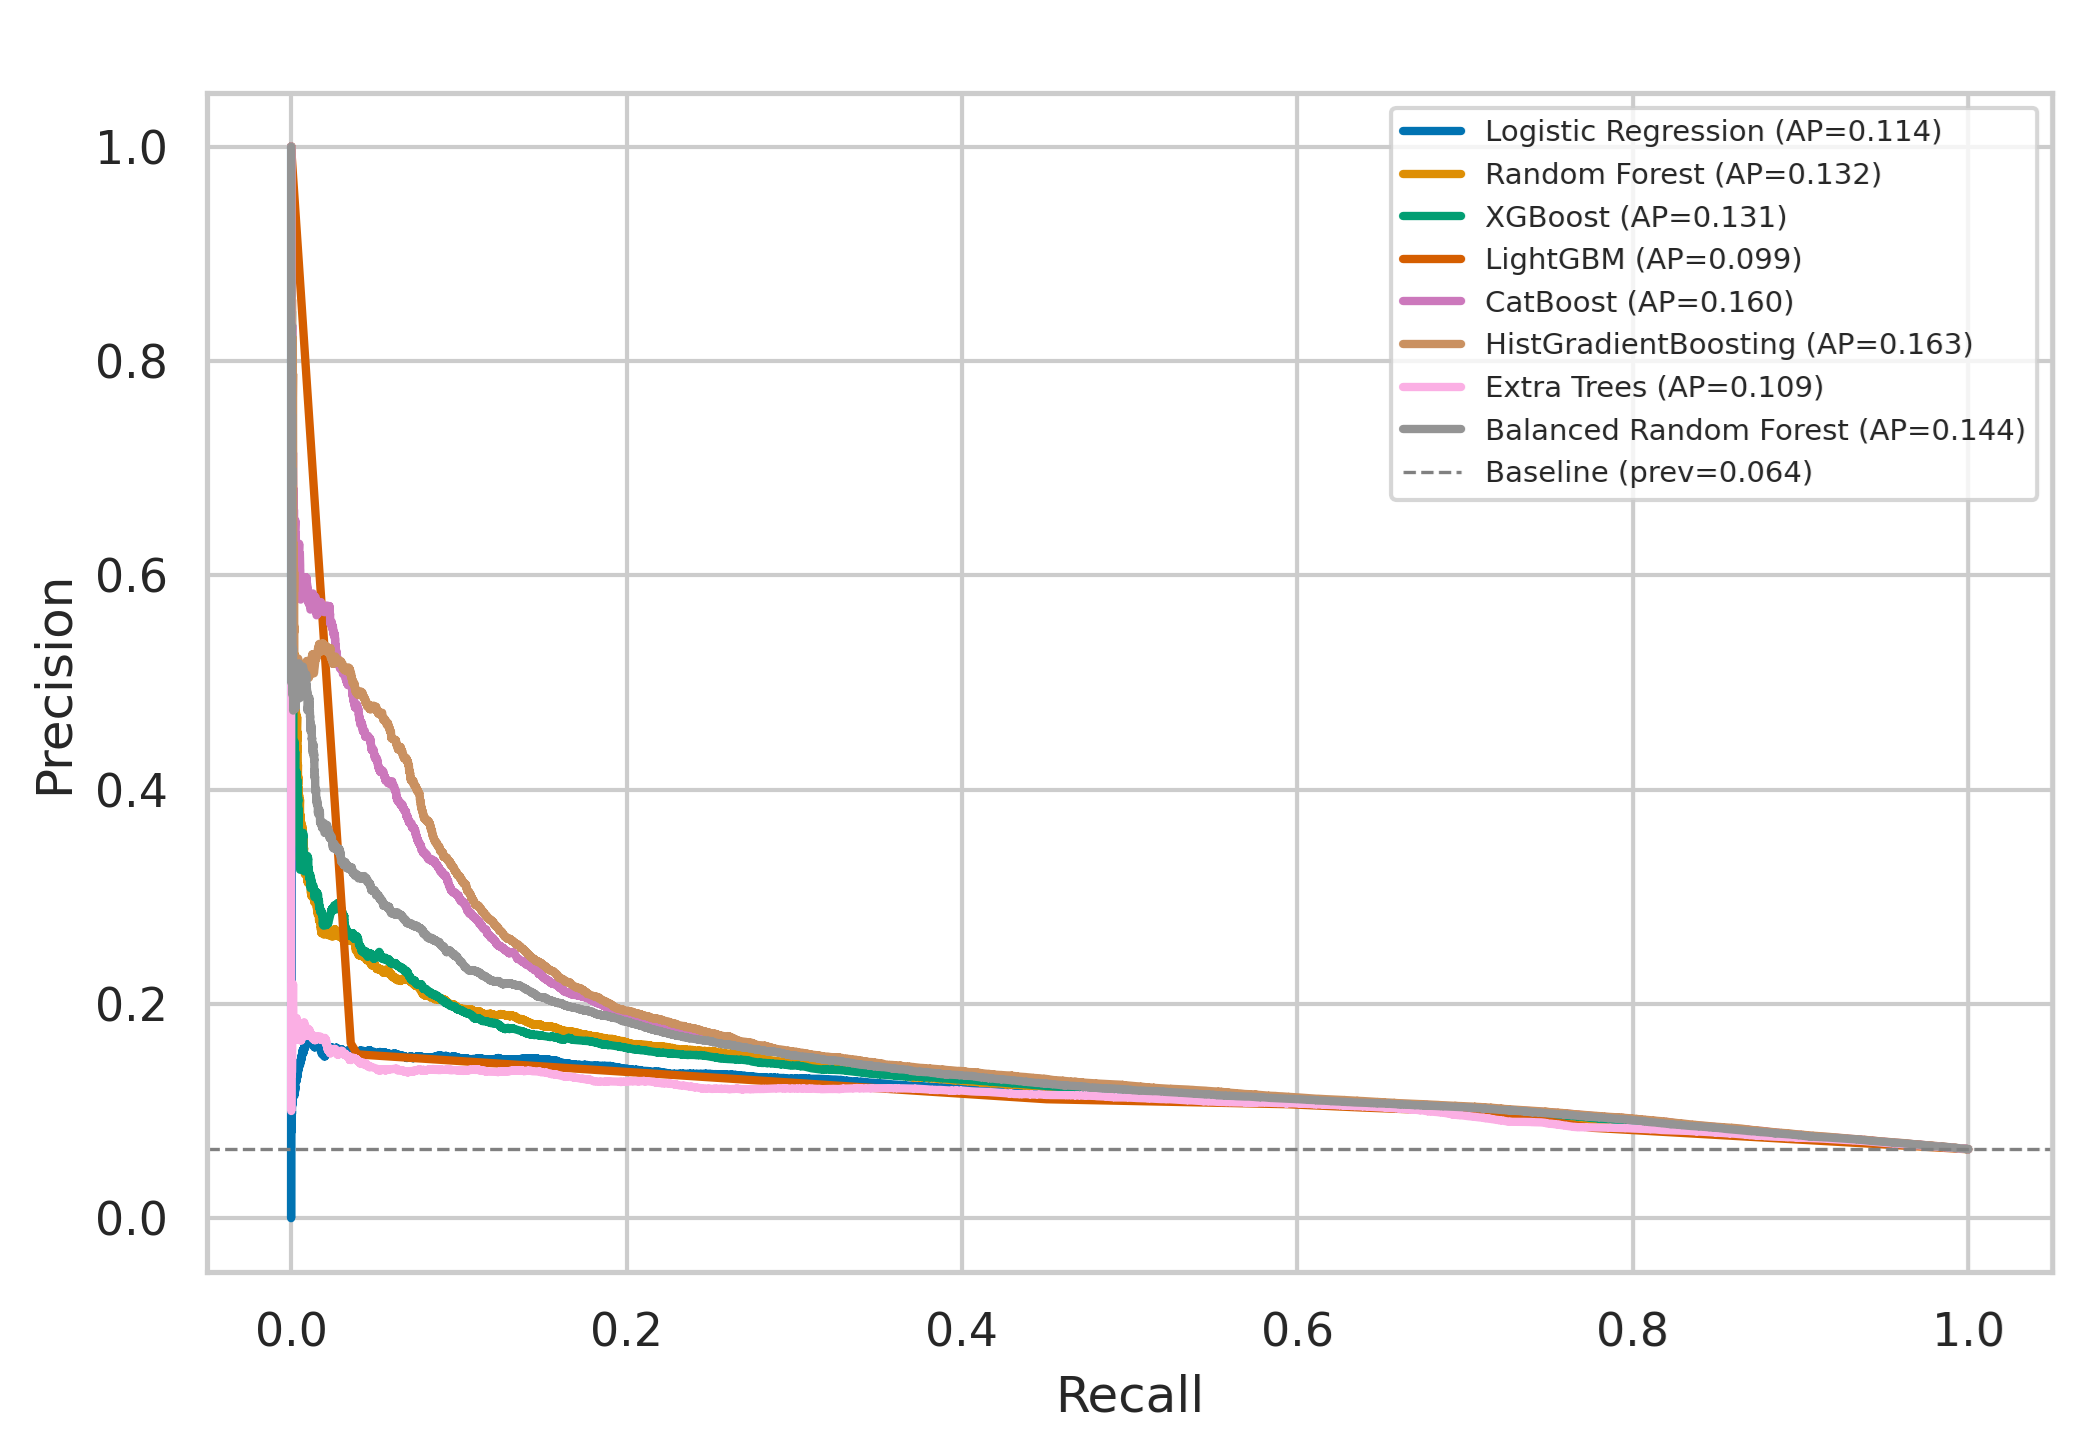 1.0
0.8
0.6
0.4
0.2
0.0
Precision
0.0 0.2 0.4 0.6 0.8 1.0
Recall
Logistic Regression (AP=0.114)
Random Forest (AP=0.132)
XGBoost (AP=0.131)
LightGBM (AP=0.099)
CatBoost (AP=0.160)
HistGradientBoosting (AP=0.163)
Extra Trees (AP=0.109)
Balanced Random Forest (AP=0.144)
Baseline (prev=0.064)